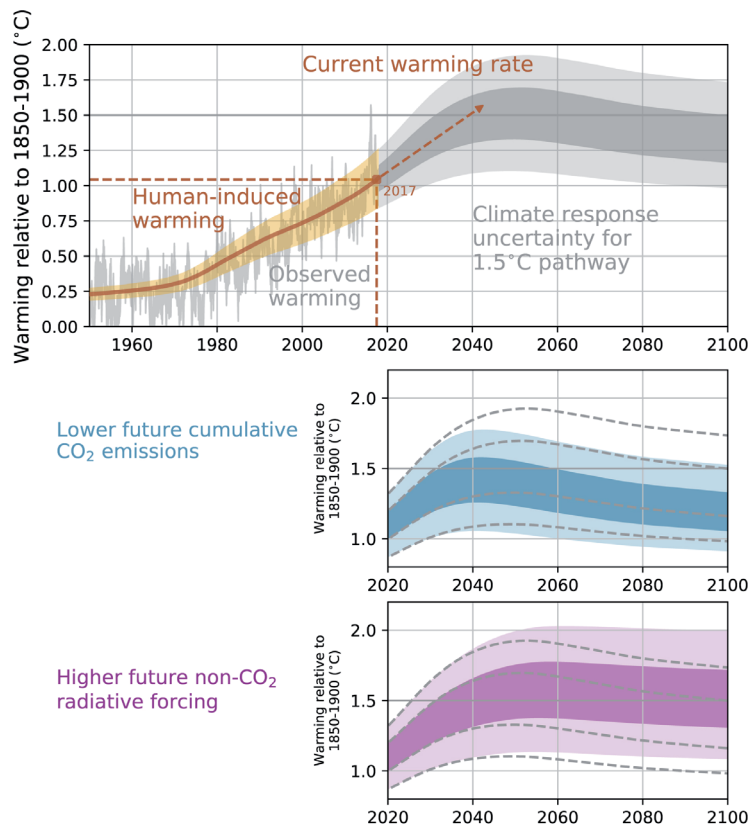 Warming relative to 1850-1900 (°C)
2.00
1.75
1.50
1.25
1.00
0.75
0.50
0.25
0.00
Current warming rate
Human-induced
warming
2017
Observed
warming
Climate response
uncertainty for
1.5°C pathway
1960
1980
2000
2020
2040
2060
2080
2100
Lower future cumulative
CO₂ emissions
Warming relative to
1850-1900 (°C)
2.0
1.5
1.0
2020
2040
2060
2080
2100
Higher future non-CO₂
radiative forcing
Warming relative to
1850-1900 (°C)
2.0
1.5
1.0
2020
2040
2060
2080
2100